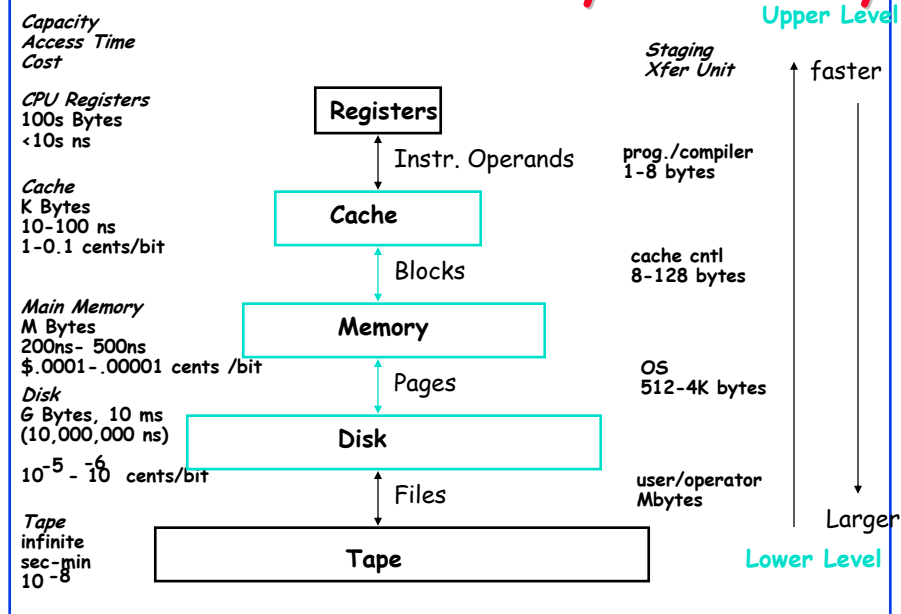 Upper Level
Capacity
Access Time
Cost
Staging
Xfer Unit
faster
CPU Registers
100s Bytes
<10s ns
Registers
Instr. Operands
prog./compiler
1-8 bytes
Cache
K Bytes
10-100 ns
1-0.1 cents/bit
Cache
Blocks
cache cntl
8-128 bytes
Main Memory
M Bytes
200ns- 500ns
$.0001-.00001 cents /bit
Memory
Pages
OS
512-4K bytes
Disk
G Bytes, 10 ms
(10,000,000 ns)
10^-5 - 10^-6 cents/bit
Disk
Files
user/operator
Mbytes
Larger
Tape
infinite
sec-min
10^-8
Tape
Lower Level